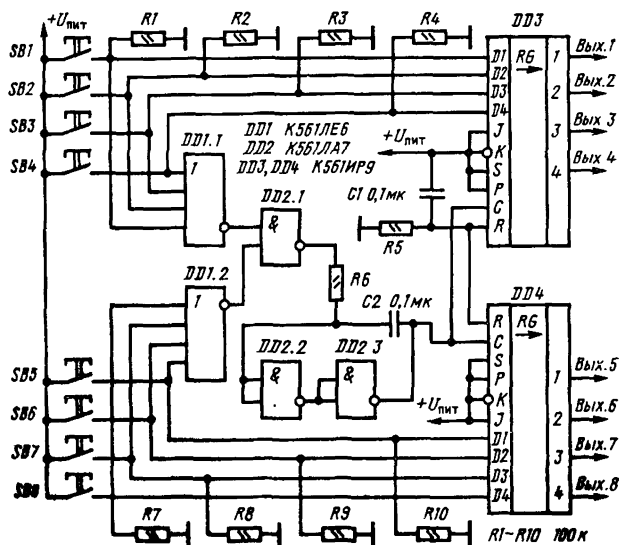 +Uпит
R1 R2 R3 R4 DD3
SB1
SB2
SB3
SB4
D1 RG 1 Вых.1
D2 2 Вых.2
D3 3 Вых 3
D4 4 Вых 4
J
K
S
P
C
R
DD1 К561ЛЕ6
DD2 К561ЛА7
DD3, DD4 К561ИР9
DD1.1
1
+Uпит
C1 0,1мк
R5
DD2.1
&
R6
DD1.2
1
C2 0,1мк
DD2.2 DD2.3
& &
DD4
R RG
C
S
P
K
J
D1
D2
D3
D4
1 Вых.5
2 Вых.6
3 Вых.7
4 Вых.8
+Uпит
SB5
SB6
SB7
SB8
R7 R8 R9 R10
R1-R10 100к